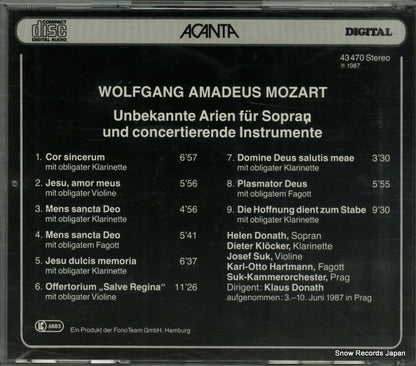 COMPACT
disc
DIGITAL AUDIO
ACANTA
DIGITAL
43 470 Stereo
℗ 1987
WOLFGANG AMADEUS MOZART
Unbekannte Arien für Sopran
und concertierende Instrumente
1. Cor sincerum 6'57
mit obligater Klarinette
2. Jesu, amor meus 5'56
mit obligater Violine
3. Mens sancta Deo 4'56
mit obligater Klarinette
4. Mens sancta Deo 5'41
mit obligatem Fagott
5. Jesu dulcis memoria 6'37
mit obligater Klarinette
6. Offertorium „Salve Regina" 11'26
mit obligater Violine
7. Domine Deus salutis meae 3'30
mit obligater Klarinette
8. Plasmator Deus 5'55
mit obligatem Fagott
9. Die Hoffnung dient zum Stabe 9'30
mit obligater Klarinette
Helen Donath, Sopran
Dieter Klöcker, Klarinette
Josef Suk, Violine
Karl-Otto Hartmann, Fagott
Suk-Kammerorchester, Prag
Dirigent: Klaus Donath
aufgenommen: 3.–10. Juni 1987 in Prag
LC 4883
Ein Produkt der FonoTeam GmbH, Hamburg
Snow Records Japan